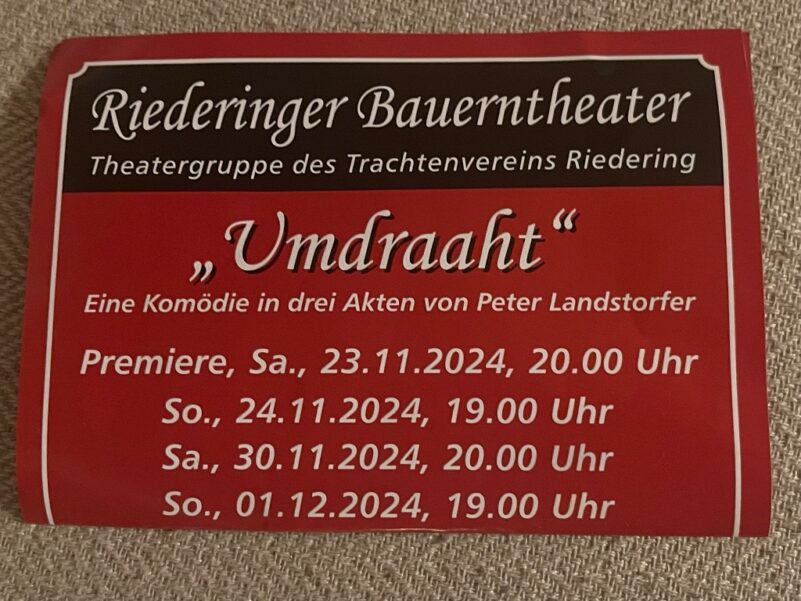 Riederinger Bauerntheater
Theatergruppe des Trachtenvereins Riedering
„Umdraaht“
Eine Komödie in drei Akten von Peter Landstorfer
Premiere, Sa., 23.11.2024, 20.00 Uhr
So., 24.11.2024, 19.00 Uhr
Sa., 30.11.2024, 20.00 Uhr
So., 01.12.2024, 19.00 Uhr